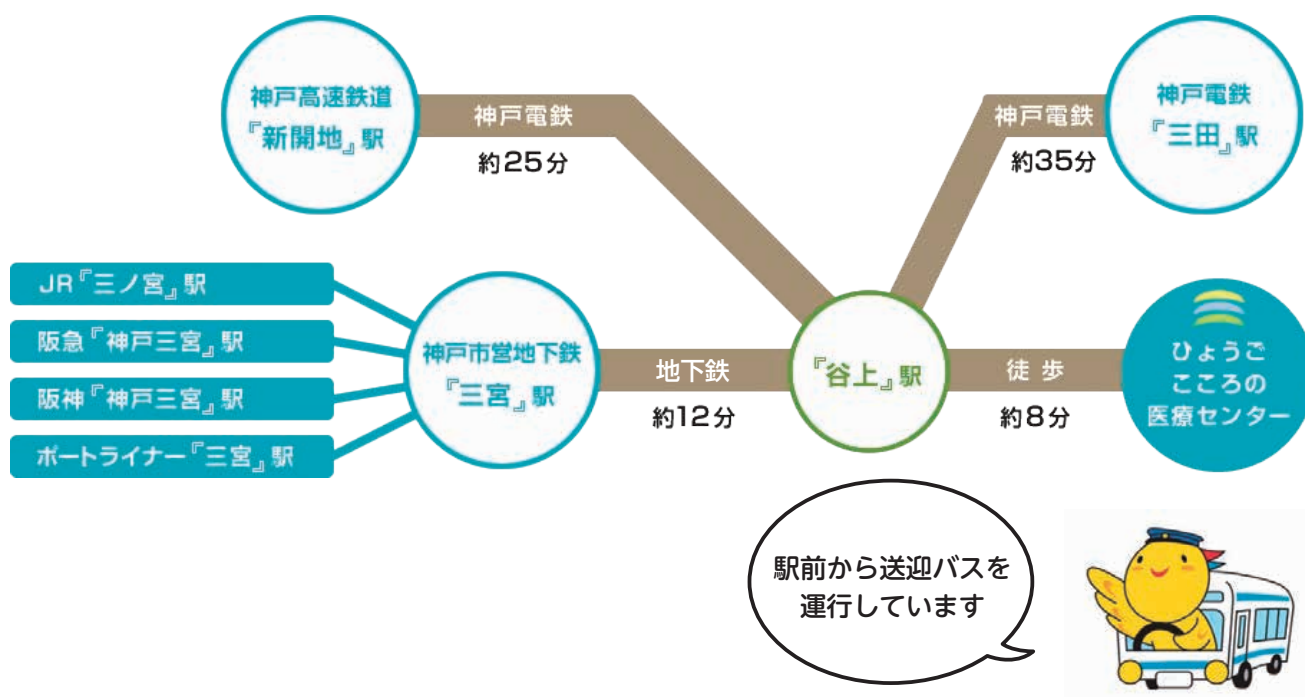 神戸高速鉄道
『新開地』駅
神戸電鉄
約25分
神戸電鉄
約35分
神戸電鉄
『三田』駅
JR『三ノ宮』駅
阪急『神戸三宮』駅
阪神『神戸三宮』駅
ポートライナー『三宮』駅
神戸市営地下鉄
『三宮』駅
地下鉄
約12分
『谷上』駅
徒歩
約8分
ひょうご
こころの
医療センター
駅前から送迎バスを
運行しています